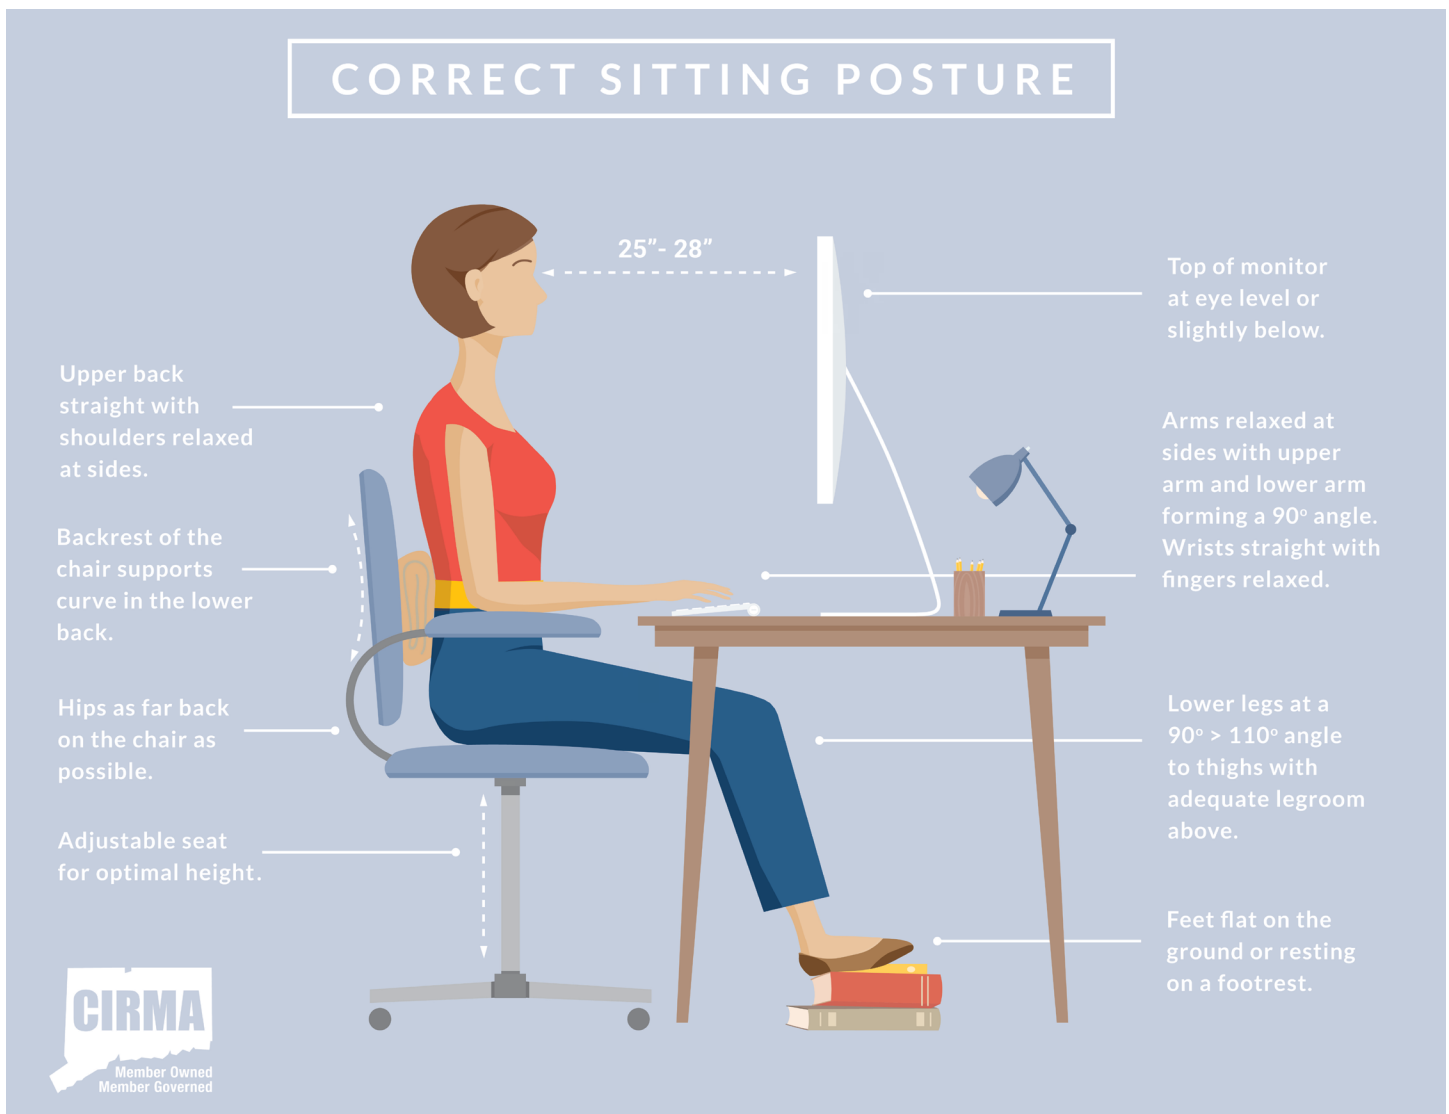 CORRECT SITTING POSTURE
25”- 28”
Upper back
straight with
shoulders relaxed
at sides.
Backrest of the
chair supports
curve in the lower
back.
Hips as far back
on the chair as
possible.
Adjustable seat
for optimal height.
Top of monitor
at eye level or
slightly below.
Arms relaxed at
sides with upper
arm and lower arm
forming a 90° angle.
Wrists straight with
fingers relaxed.
Lower legs at a
90° > 110° angle
to thighs with
adequate legroom
above.
Feet flat on the
ground or resting
on a footrest.
CIRMA
Member Owned
Member Governed